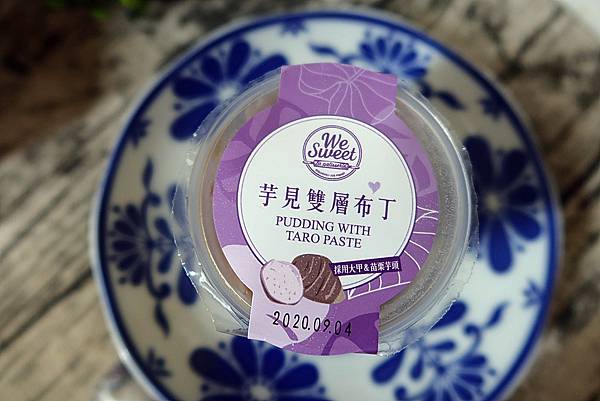 We
Sweet
芋見雙層布丁
PUDDING WITH
TARO PASTE
採用大甲&苗栗芋頭
2020.09.04